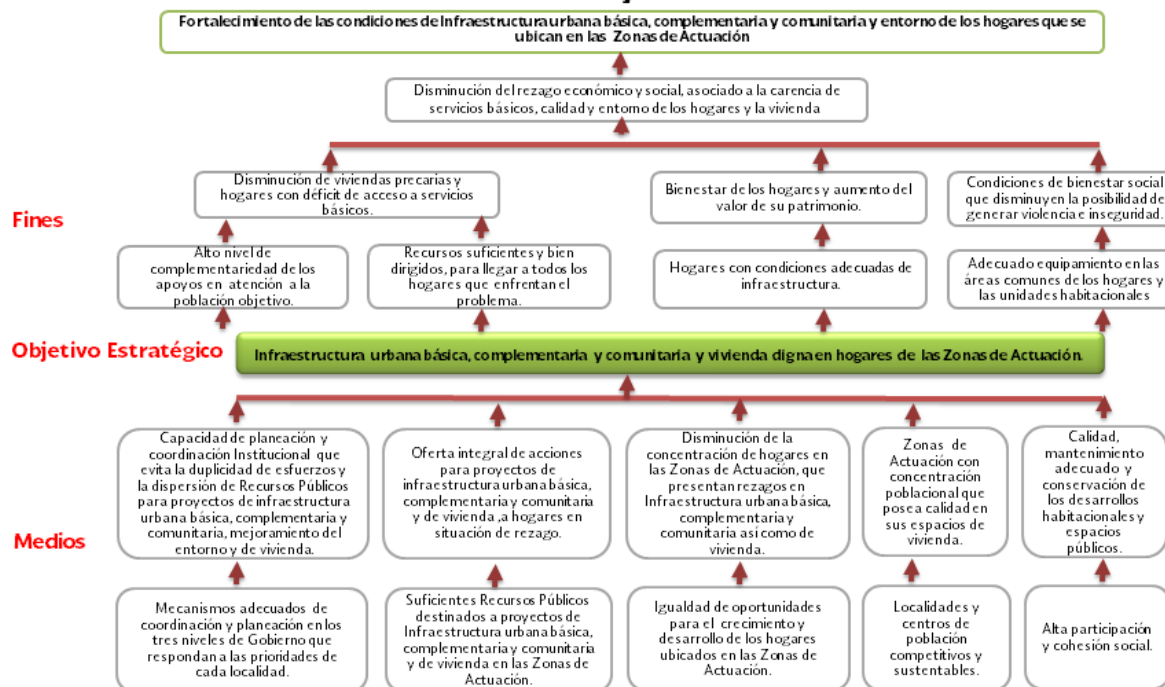 Fortalecimiento de las condiciones de Infraestructura urbana básica, complementaria y comunitaria y entorno de los hogares que se
ubican en las Zonas de Actuación
Disminución del rezago económico y social, asociado a la carencia de
servicios básicos, calidad y entorno de los hogares y la vivienda
Fines
Disminución de viviendas precarias y
hogares con déficit de acceso a servicios
básicos.
Bienestar de los hogares y aumento del
valor de su patrimonio.
Condiciones de bienestar social
que disminuyen la posibilidad de
generar violencia e inseguridad.
Alto nivel de
complementariedad de los
apoyos en atención a la
población objetivo.
Recursos suficientes y bien
dirigidos, para llegar a todos los
hogares que enfrentan el
problema.
Hogares con condiciones adecuadas de
infraestructura.
Adecuado equipamiento en las
áreas comunes de los hogares y
las unidades habitacionales
Objetivo Estratégico
Infraestructura urbana básica, complementaria y comunitaria y vivienda digna en hogares de las Zonas de Actuación.
Medios
Capacidad de planeación y
coordinación Institucional que
evita la duplicidad de esfuerzos y
la dispersión de Recursos Públicos
para proyectos de infraestructura
urbana básica, complementaria y
comunitaria, mejoramiento del
entorno y de vivienda.
Oferta integral de acciones
para proyectos de
infraestructura urbana básica,
complementaria y comunitaria
y de vivienda ,a hogares en
situación de rezago.
Disminución de la
concentración de hogares en
las Zonas de Actuación, que
presentan rezagos en
Infraestructura urbana básica,
complementaria y
comunitaria así como de
vivienda.
Zonas de
Actuación con
concentración
poblacional que
posea calidad en
sus espacios de
vivienda.
Calidad,
mantenimiento
adecuado y
conservación de
los desarrollos
habitacionales y
espacios
públicos.
Mecanismos adecuados de
coordinación y planeación en los
tres niveles de Gobierno que
respondan a las prioridades de
cada localidad.
Suficientes Recursos Públicos
destinados a proyectos de
Infraestructura urbana básica,
complementaria y comunitaria
y de vivienda en las Zonas de
Actuación.
Igualdad de oportunidades
para el crecimiento y
desarrollo de los hogares
ubicados en las Zonas de
Actuación.
Localidades y
centros de
población
competitivos y
sustentables.
Alta participación
y cohesión social.